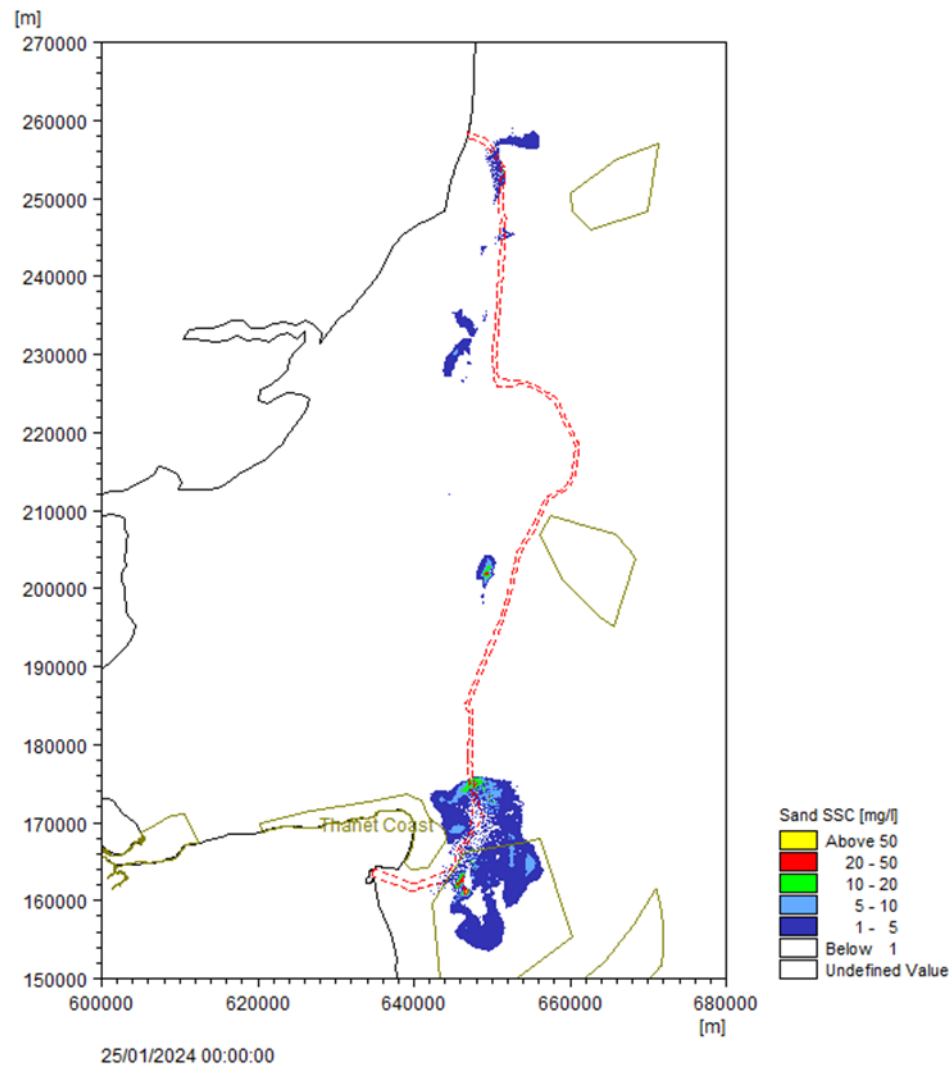 [m]
270000
260000
250000
240000
230000
220000
210000
200000
190000
180000
170000
160000
150000
Thanet Coast
600000 620000 640000 660000 680000
[m]
25/01/2024 00:00:00
Sand SSC [mg/l]
Above 50
20 - 50
10 - 20
5 - 10
1 - 5
Below 1
Undefined Value